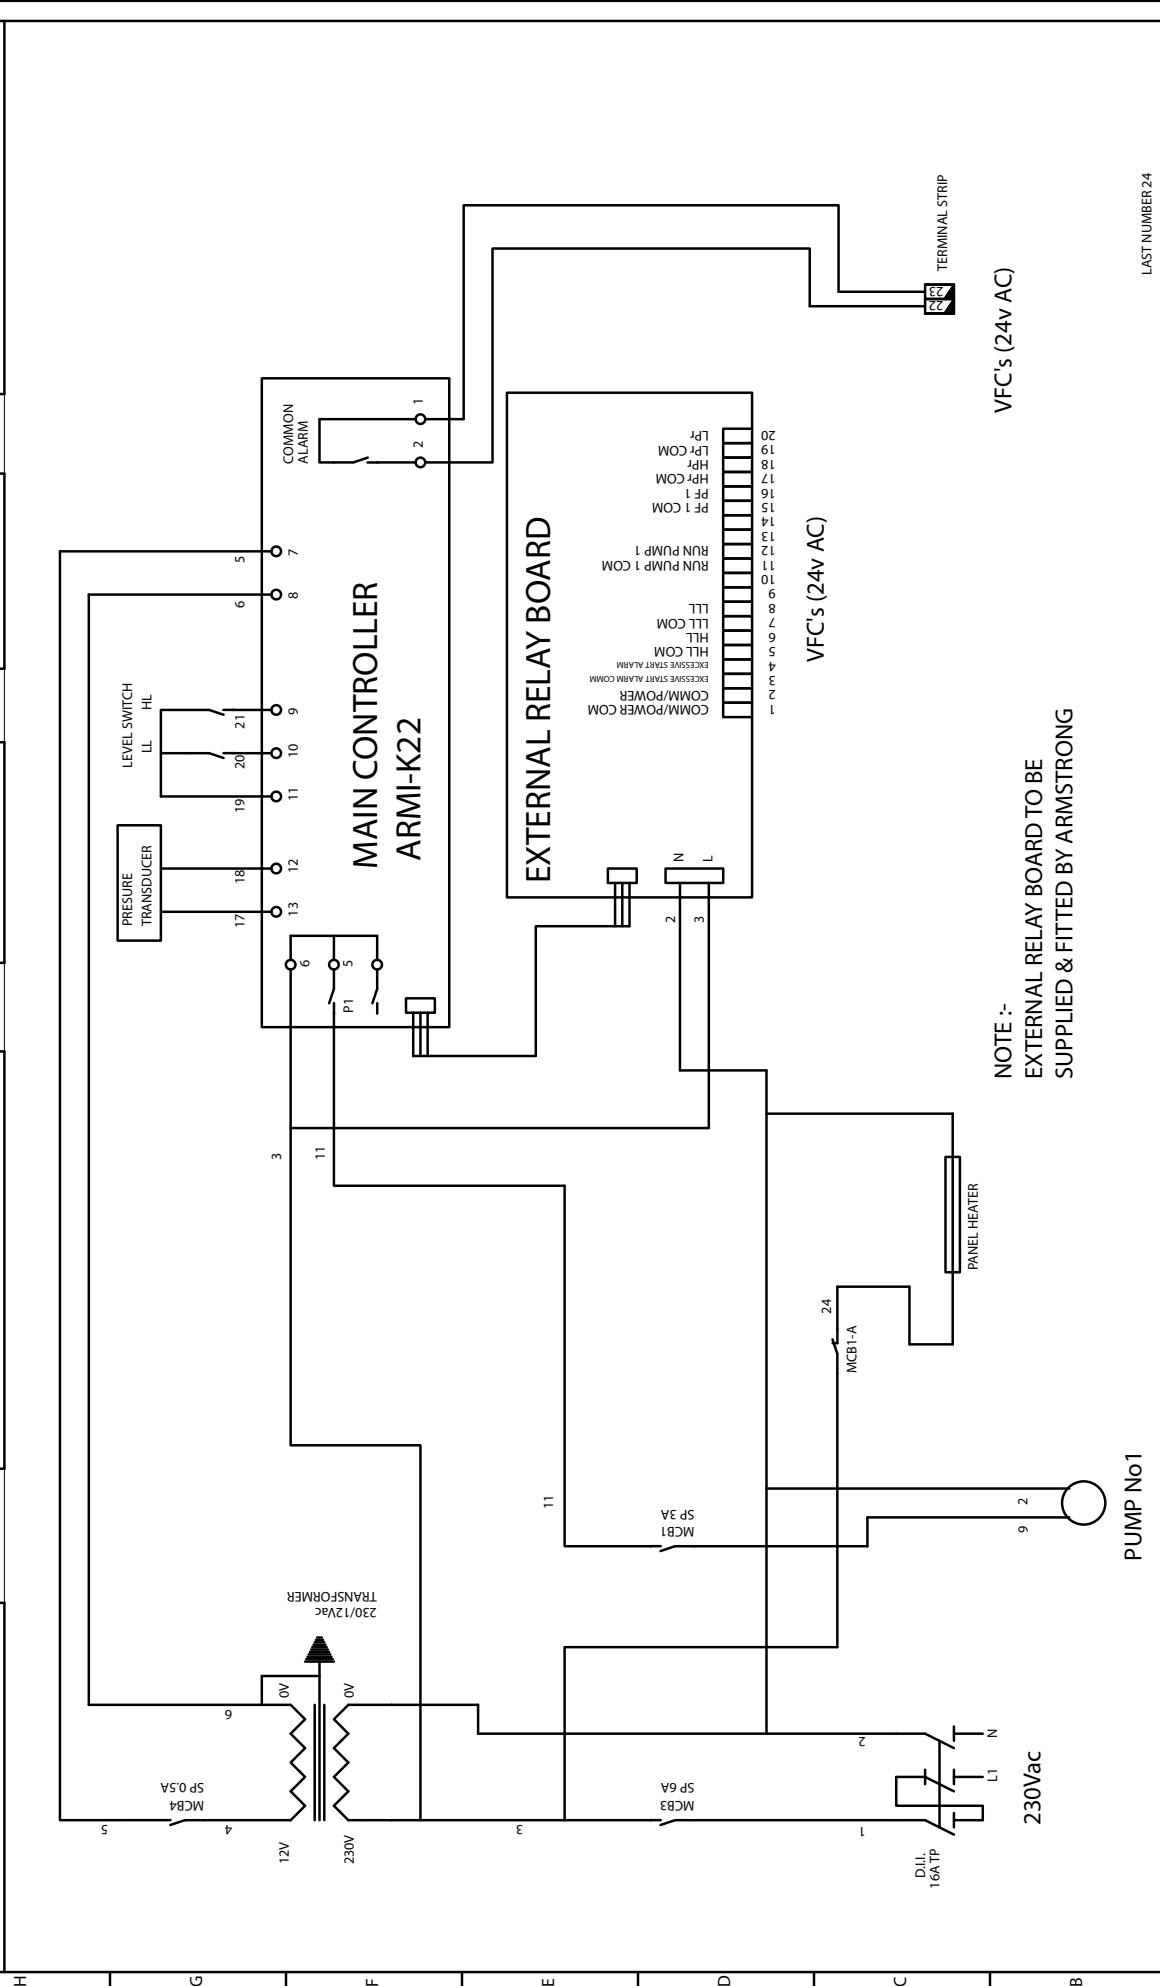 H
G
F
E
D
C
B
5
4
MCB4
SP 0.5A
6
12V
0V
230V
0V
230/12Vac
TRANSFORMER
3
MCB3
SP 6A
1
2
D.I.I.
16A TP
L1
N
230Vac
11
MCB1
SP 3A
9
2
PUMP No1
24
MCB1-A
PANEL HEATER
3
11
PRESURE
TRANSDUCER
LEVEL SWITCH
LL
HL
17
18
19
20
21
6
5
13
12
11
10
9
8
7
6
5
P1
MAIN CONTROLLER
ARMI-K22
COMMON
ALARM
2
1
EXTERNAL RELAY BOARD
2
3
N
L
COMM/POWER COM
COMM/POWER
EXCESSIVE START ALARM COMM
EXCESSIVE START ALARM
HLL COM
HLL
LLL COM
LLL
RUN PUMP 1 COM
RUN PUMP 1
PF 1 COM
PF 1
HPr COM
HPr
LPr COM
LPr
1
2
3
4
5
6
7
8
9
10
11
12
13
14
15
16
17
18
19
20
VFC's (24v AC)
22
23
TERMINAL STRIP
VFC's (24v AC)
NOTE :-
EXTERNAL RELAY BOARD TO BE
SUPPLIED & FITTED BY ARMSTRONG
LAST NUMBER 24